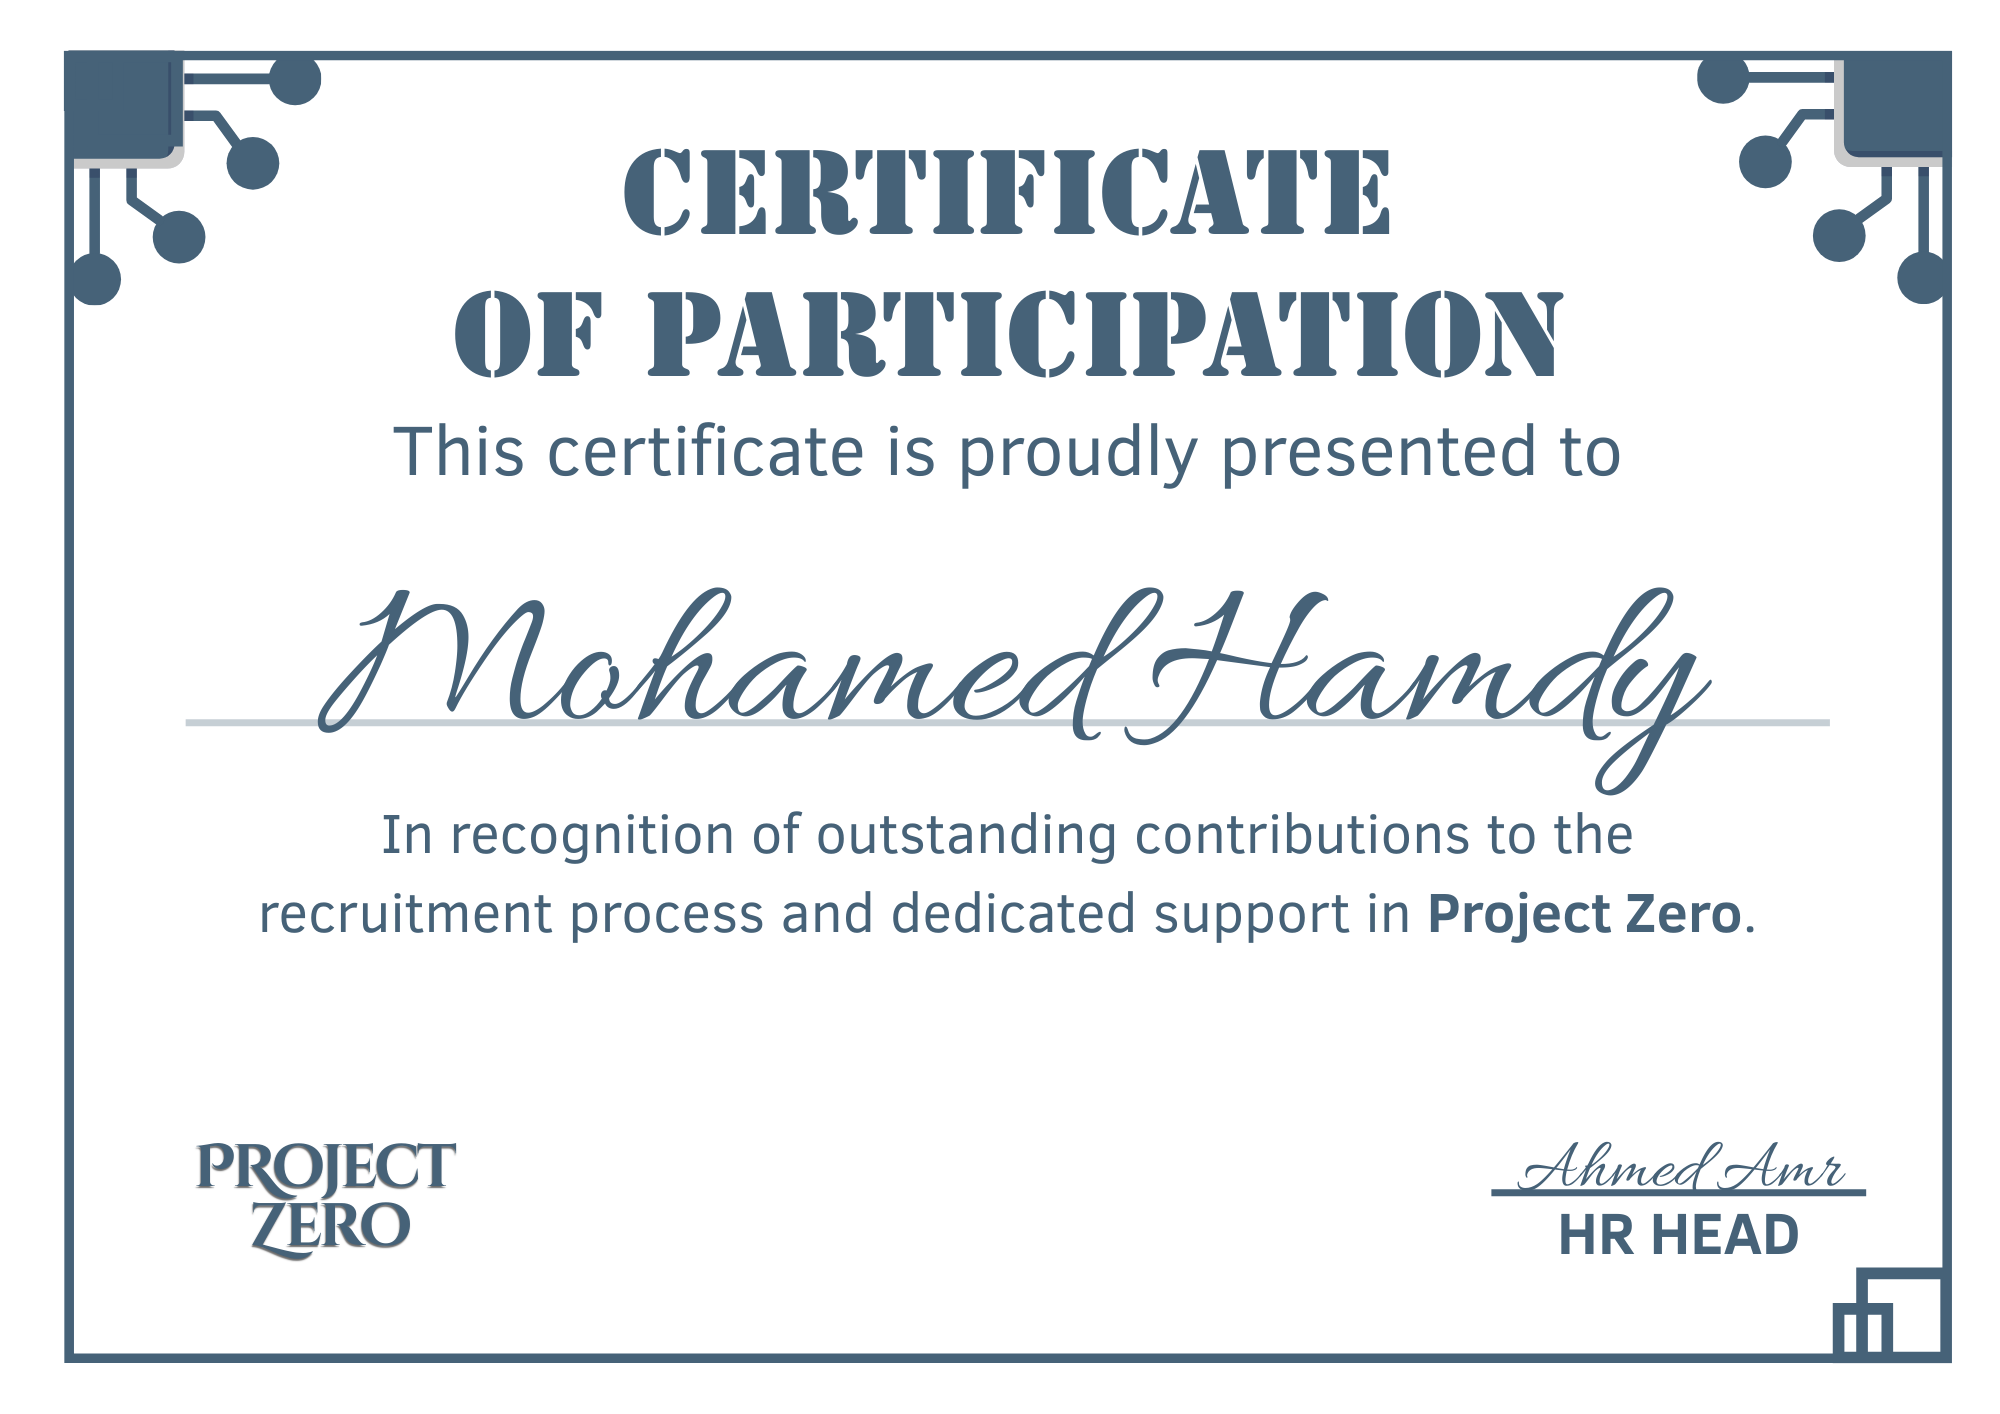 CERTIFICATE
OF PARTICIPATION
This certificate is proudly presented to
Mohamed Hamdy
In recognition of outstanding contributions to the
recruitment process and dedicated support in Project Zero.
PROJECT
ZERO
Ahmed Amr
HR HEAD